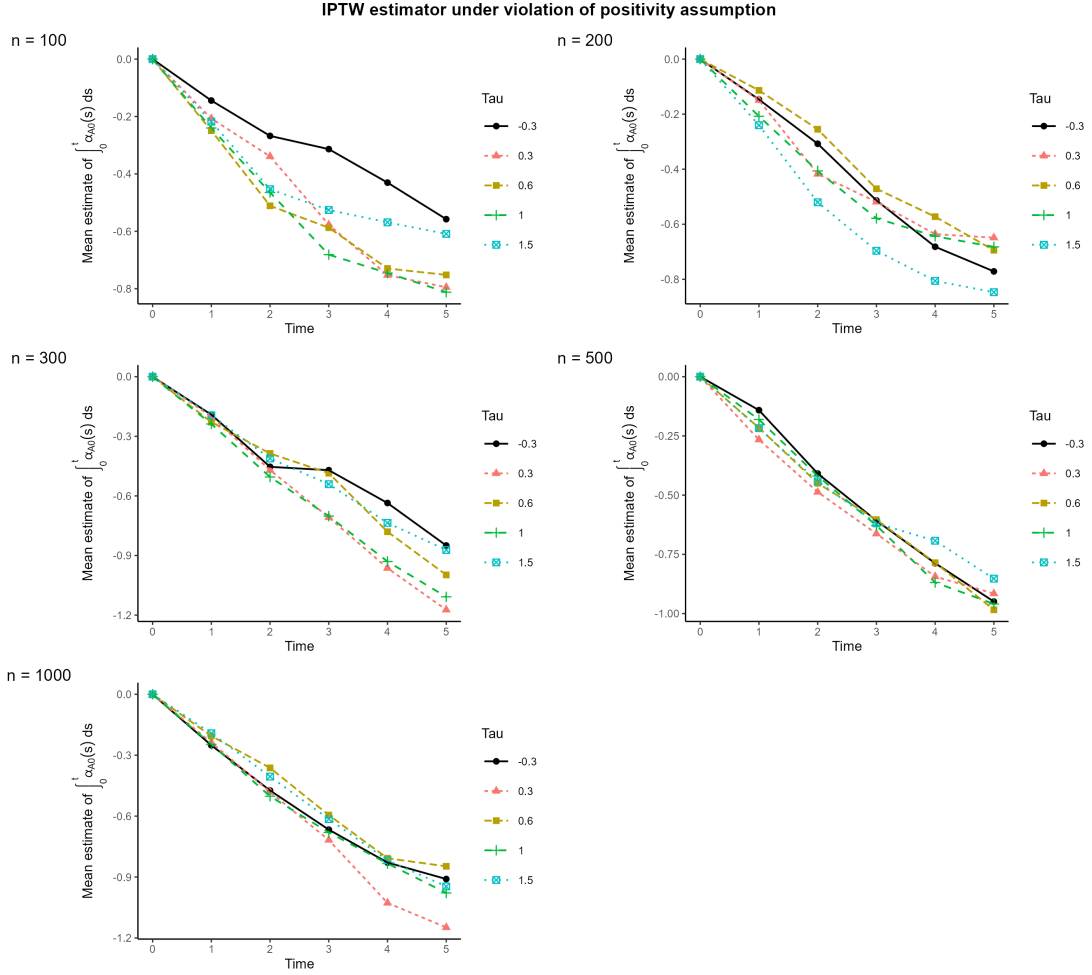 IPTW estimator under violation of positivity assumption
n = 100
Mean estimate of ∫₀ᵗ αA0(s) ds
0.0
-0.2
-0.4
-0.6
-0.8
0 1 2 3 4 5
Time
Tau
-0.3
0.3
0.6
1
1.5
n = 200
Mean estimate of ∫₀ᵗ αA0(s) ds
0.0
-0.2
-0.4
-0.6
-0.8
0 1 2 3 4 5
Time
Tau
-0.3
0.3
0.6
1
1.5
n = 300
Mean estimate of ∫₀ᵗ αA0(s) ds
0.0
-0.3
-0.6
-0.9
-1.2
0 1 2 3 4 5
Time
Tau
-0.3
0.3
0.6
1
1.5
n = 500
Mean estimate of ∫₀ᵗ αA0(s) ds
0.00
-0.25
-0.50
-0.75
-1.00
0 1 2 3 4 5
Time
Tau
-0.3
0.3
0.6
1
1.5
n = 1000
Mean estimate of ∫₀ᵗ αA0(s) ds
0.0
-0.3
-0.6
-0.9
-1.2
0 1 2 3 4 5
Time
Tau
-0.3
0.3
0.6
1
1.5